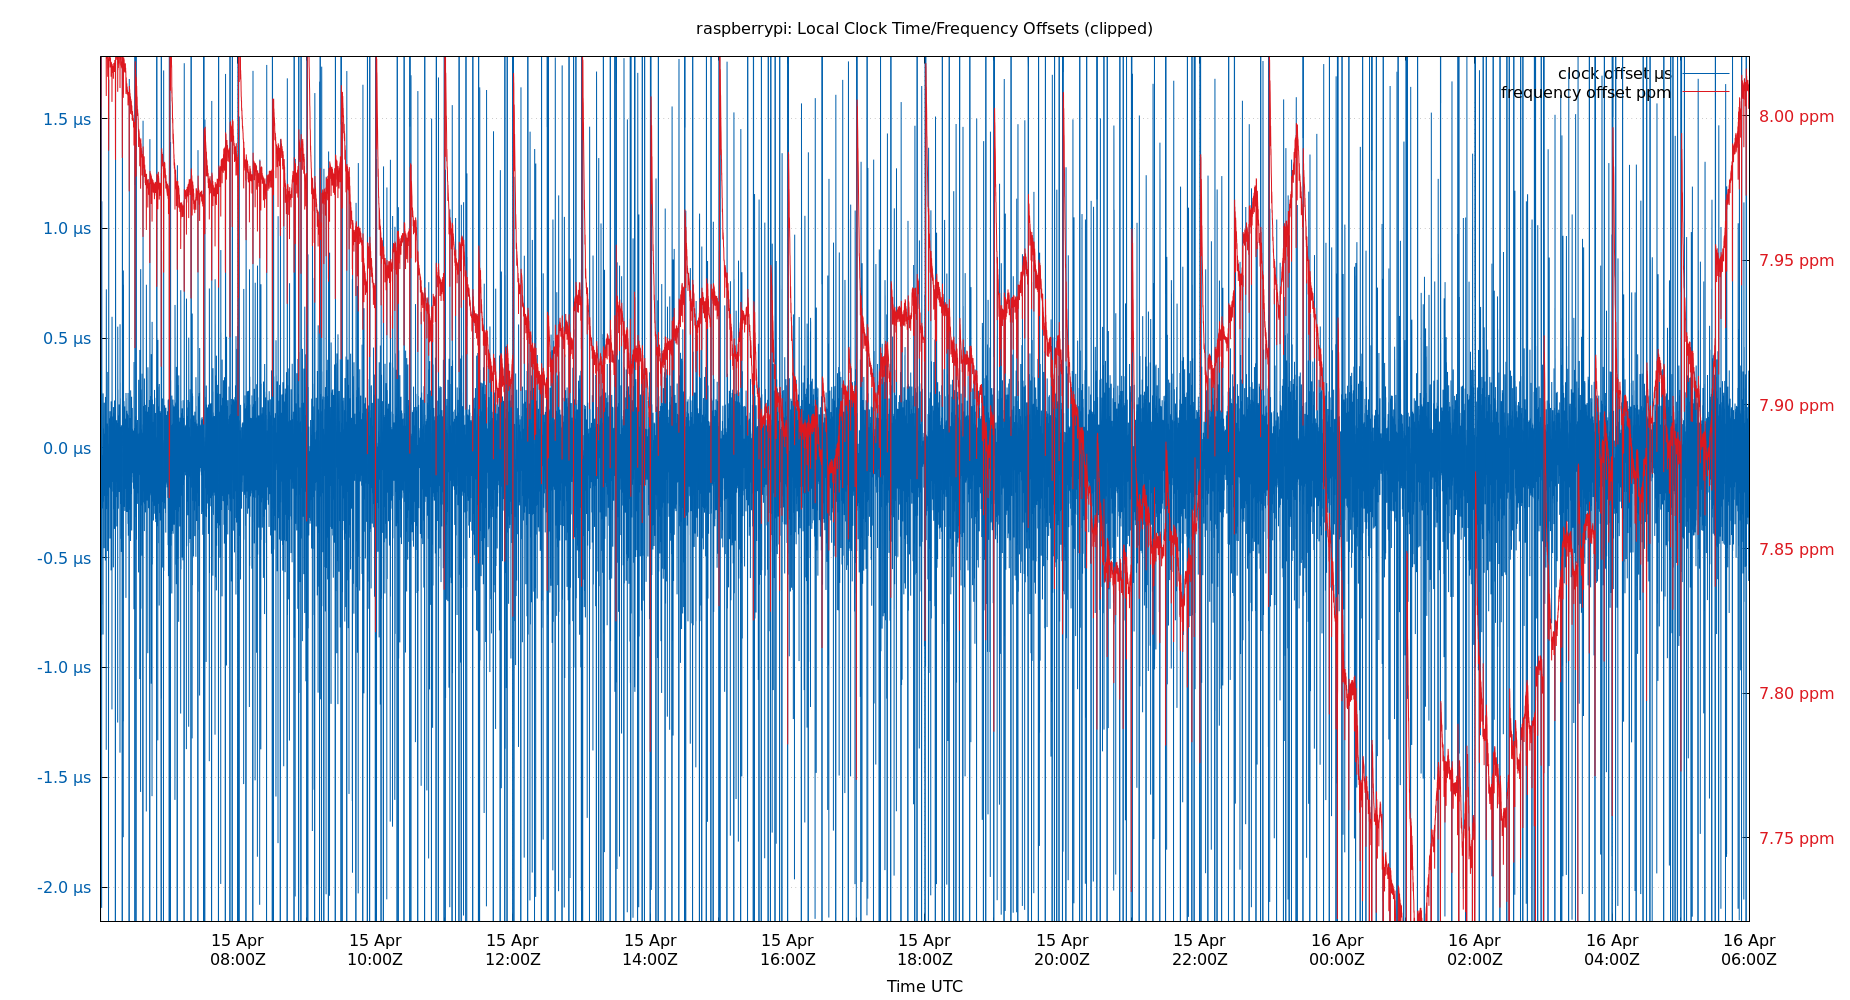 raspberrypi: Local Clock Time/Frequency Offsets (clipped)
clock offset µs
frequency offset ppm
1.5 µs
1.0 µs
0.5 µs
0.0 µs
-0.5 µs
-1.0 µs
-1.5 µs
-2.0 µs
8.00 ppm
7.95 ppm
7.90 ppm
7.85 ppm
7.80 ppm
7.75 ppm
15 Apr 15 Apr 15 Apr 15 Apr 15 Apr 15 Apr 15 Apr 15 Apr 16 Apr 16 Apr 16 Apr 16 Apr
08:00Z 10:00Z 12:00Z 14:00Z 16:00Z 18:00Z 20:00Z 22:00Z 00:00Z 02:00Z 04:00Z 06:00Z
Time UTC